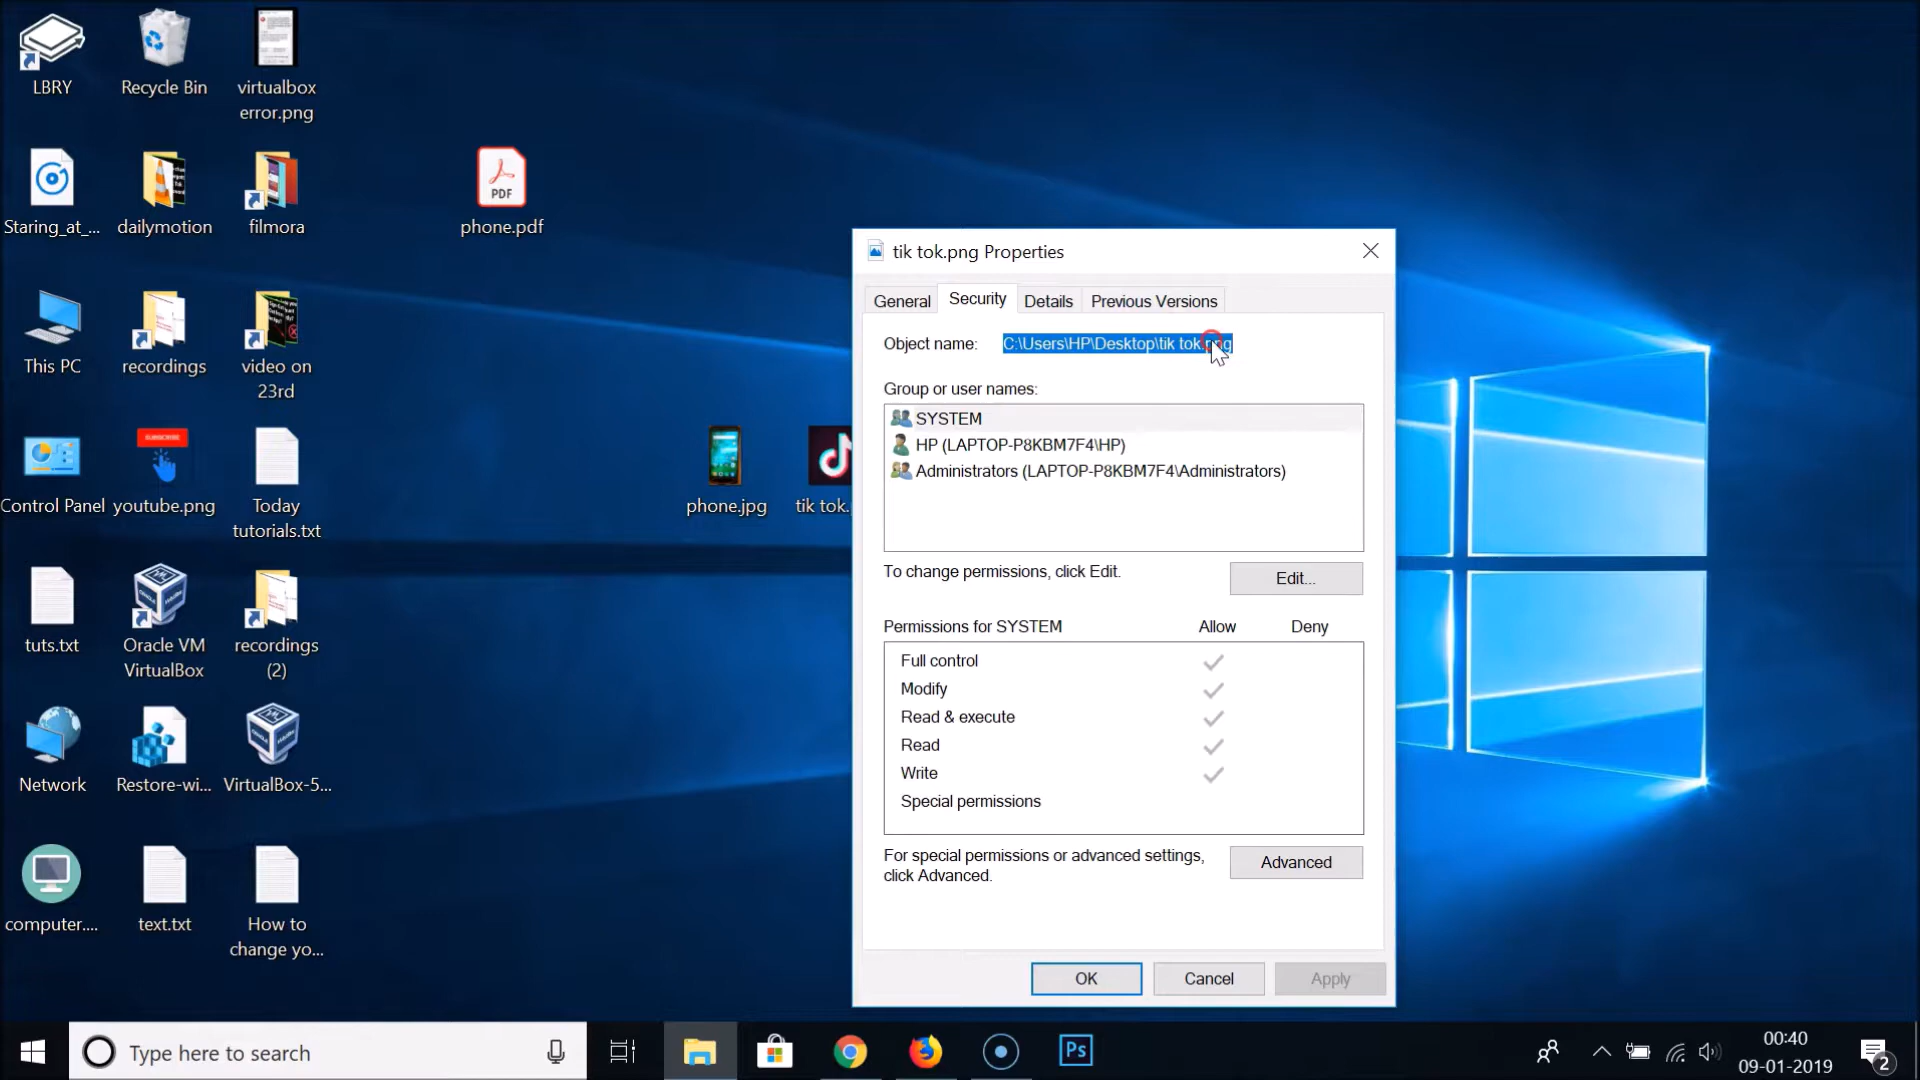 LBRY
Recycle Bin
virtualbox
error.png
Staring_at_...
dailymotion
filmora
PDF
phone.pdf
This PC
recordings
video on
23rd
Control Panel
SUBSCRIBE
youtube.png
Today
tutorials.txt
phone.jpg
tik tok.
tuts.txt
Oracle VM
VirtualBox
recordings
(2)
Network
Restore-wi...
VirtualBox-5...
computer....
text.txt
How to
change yo...
tik tok.png Properties
General
Security
Details
Previous Versions
Object name: C:\Users\HP\Desktop\tik tok.png
Group or user names:
SYSTEM
HP (LAPTOP-P8KBM7F4\HP)
Administrators (LAPTOP-P8KBM7F4\Administrators)
To change permissions, click Edit.
Edit...
Permissions for SYSTEM Allow Deny
Full control
Modify
Read & execute
Read
Write
Special permissions
For special permissions or advanced settings,
click Advanced.
Advanced
OK
Cancel
Apply
Type here to search
Ps
00:40
09-01-2019
2